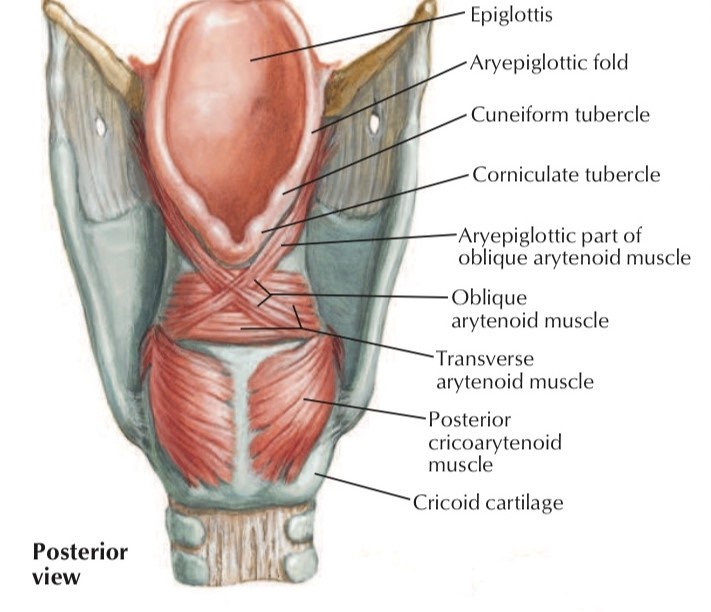 Epiglottis
Aryepiglottic fold
Cuneiform tubercle
Corniculate tubercle
Aryepiglottic part of
oblique arytenoid muscle
Oblique
arytenoid muscle
Transverse
arytenoid muscle
Posterior
cricoarytenoid
muscle
Cricoid cartilage
Posterior
view